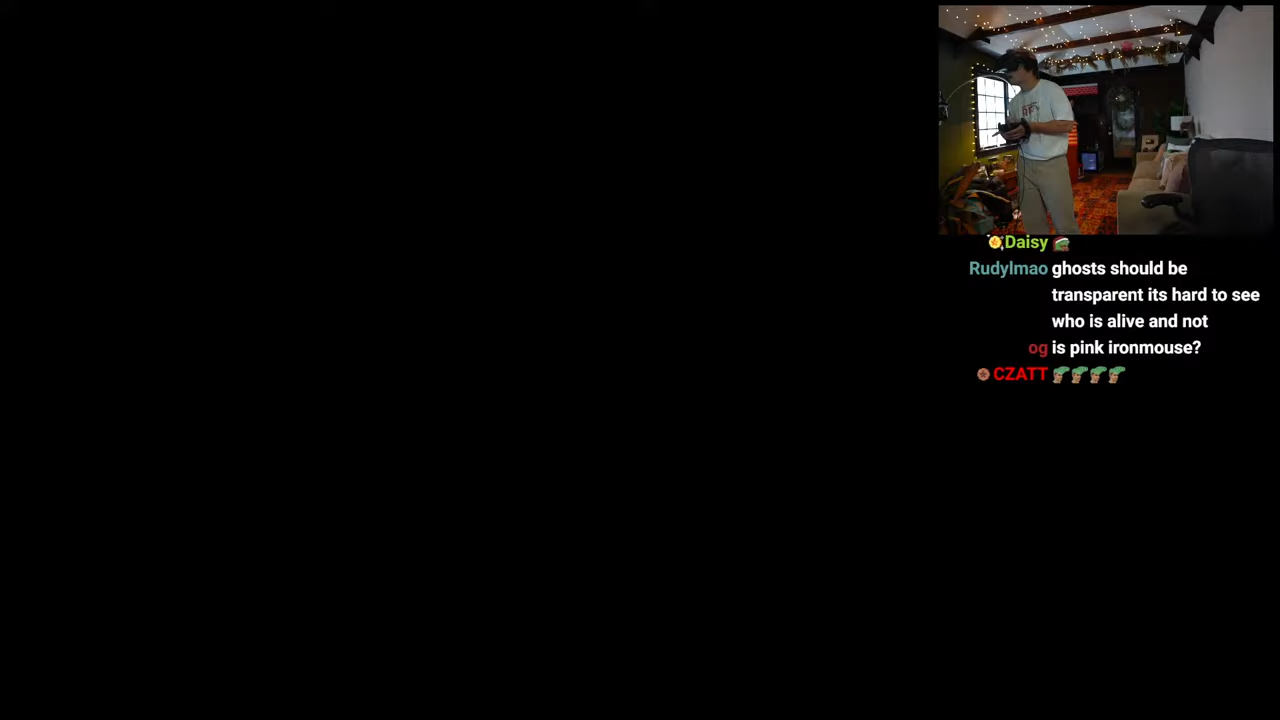 Daisy
Rudylmao ghosts should be
transparent its hard to see
who is alive and not
og is pink ironmouse?
CZATT